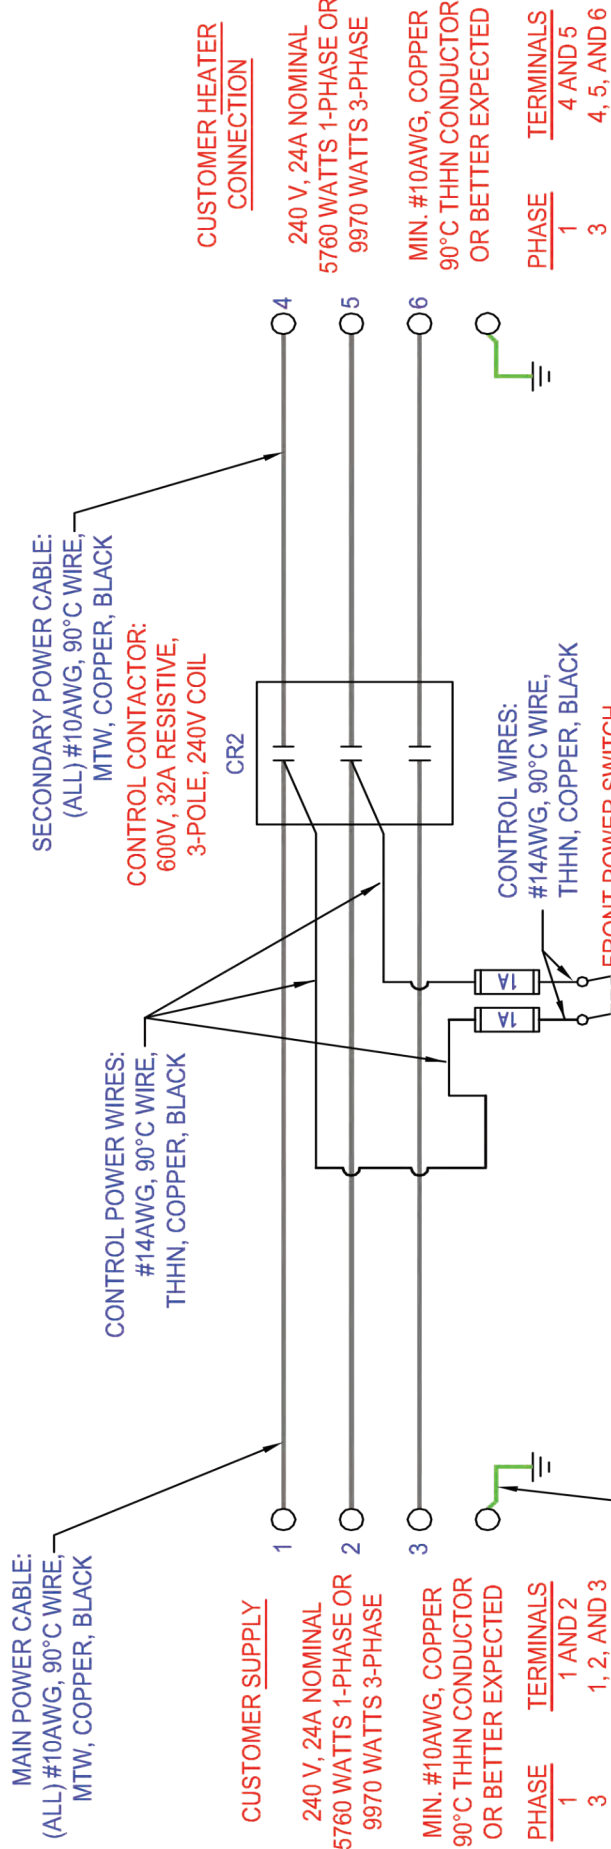 MAIN POWER CABLE:
(ALL) #10AWG, 90°C WIRE,
MTW, COPPER, BLACK
CONTROL POWER WIRES:
#14AWG, 90°C WIRE,
THHN, COPPER, BLACK
SECONDARY POWER CABLE:
(ALL) #10AWG, 90°C WIRE,
MTW, COPPER, BLACK
CONTROL CONTACTOR:
600V, 32A RESISTIVE,
3-POLE, 240V COIL
CR2
CUSTOMER SUPPLY
240 V, 24A NOMINAL
5760 WATTS 1-PHASE OR
9970 WATTS 3-PHASE
MIN. #10AWG, COPPER
90°C THHN CONDUCTOR
OR BETTER EXPECTED
PHASE TERMINALS
1 1 AND 2
3 1, 2, AND 3
1
2
3
1A
1A
CONTROL WIRES:
#14AWG, 90°C WIRE,
THHN, COPPER, BLACK
FRONT POWER SWITCH
4
5
6
CUSTOMER HEATER
CONNECTION
240 V, 24A NOMINAL
5760 WATTS 1-PHASE OR
9970 WATTS 3-PHASE
MIN. #10AWG, COPPER
90°C THHN CONDUCTOR
OR BETTER EXPECTED
PHASE TERMINALS
1 4 AND 5
3 4, 5, AND 6